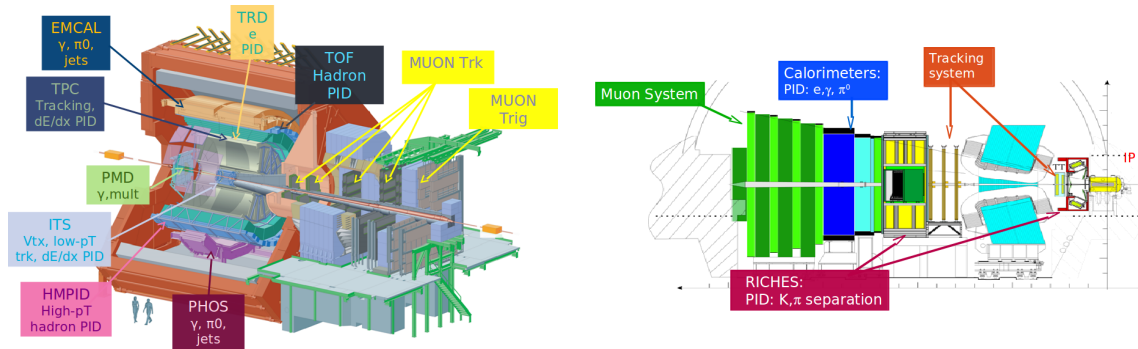 EMCAL
γ, π0,
jets
TRD
e
PID
TOF
Hadron
PID
MUON Trk
MUON
Trig
TPC
Tracking,
dE/dx PID
PMD
γ,mult
ITS
Vtx, low-pT
trk, dE/dx PID
HMPID
High-pT
hadron PID
PHOS
γ, π0,
jets
Muon System
Calorimeters:
PID: e,γ, π⁰
Tracking
system
IP
RICHES:
PID: K,π separation